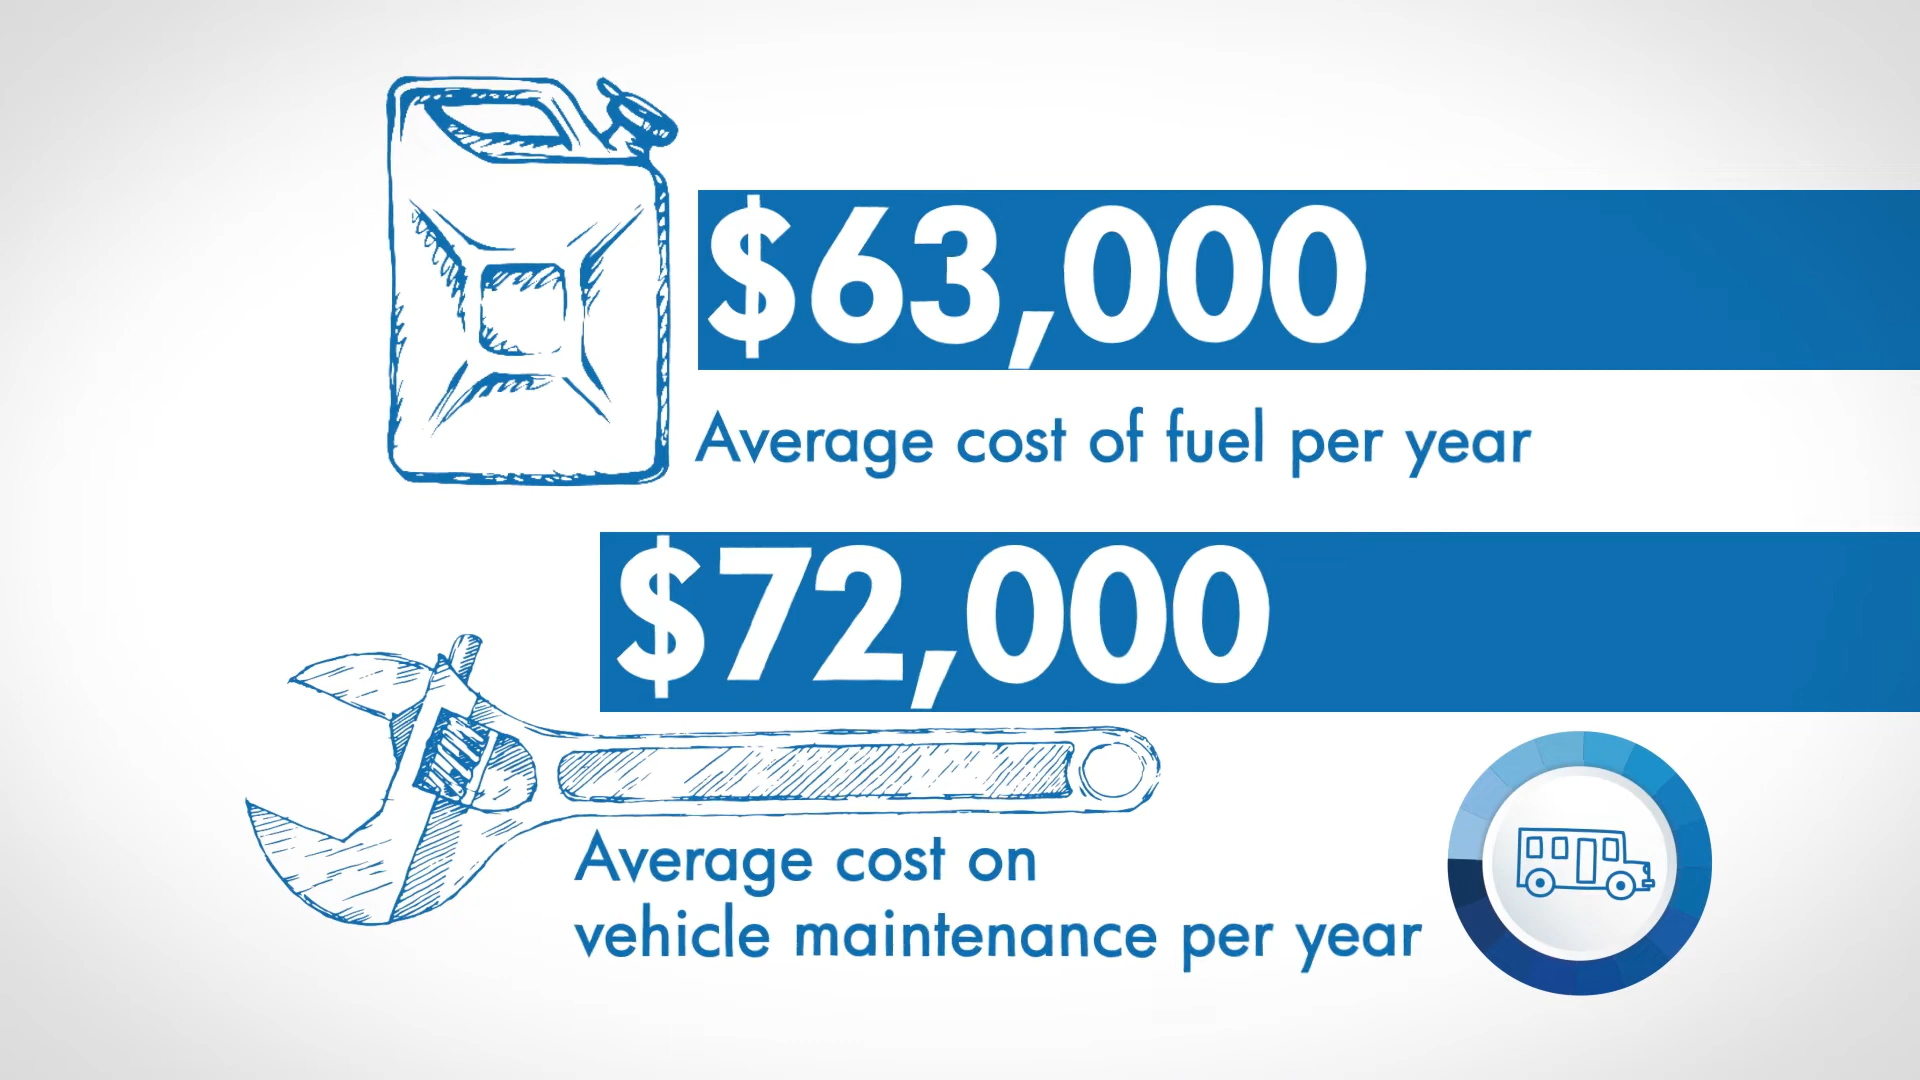 $63,000
Average cost of fuel per year
$72,000
Average cost on
vehicle maintenance per year